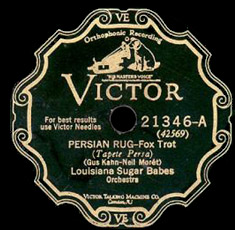 VE
Orthophonic Recording
"HIS MASTER'S VOICE"
VICTOR
For best results
use Victor Needles
21346-A
(42569)
PERSIAN RUG-Fox Trot
(Tapete Persa)
(Gus Kahn-Neil Morét)
Louisiana Sugar Babes
Orchestra
VICTOR TALKING MACHINE CO.
Camden, N.J.
VE